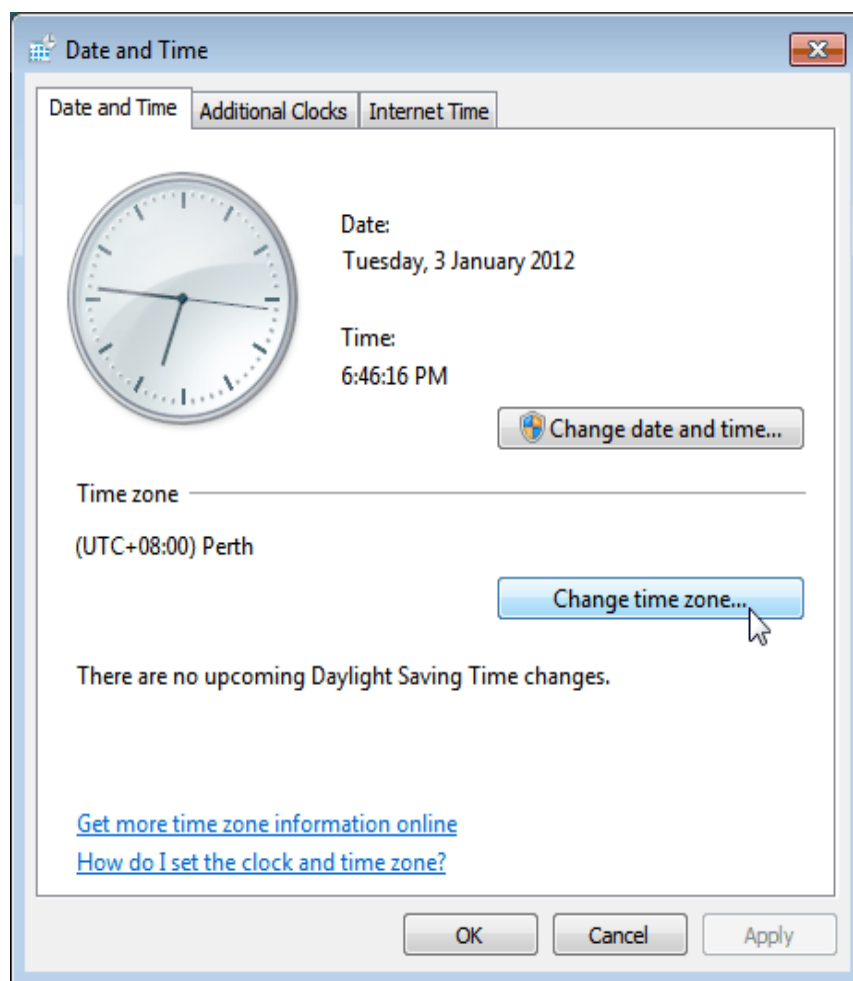 Date and Time
Date and Time
Additional Clocks
Internet Time
Date:
Tuesday, 3 January 2012
Time:
6:46:16 PM
Change date and time...
Time zone
(UTC+08:00) Perth
Change time zone...
There are no upcoming Daylight Saving Time changes.
Get more time zone information online
How do I set the clock and time zone?
OK
Cancel
Apply